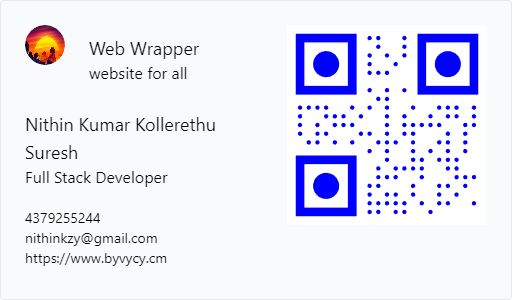 Web Wrapper
website for all
Nithin Kumar Kollerethu
Suresh
Full Stack Developer
4379255244
nithinkzy@gmail.com
https://www.byvycy.cm